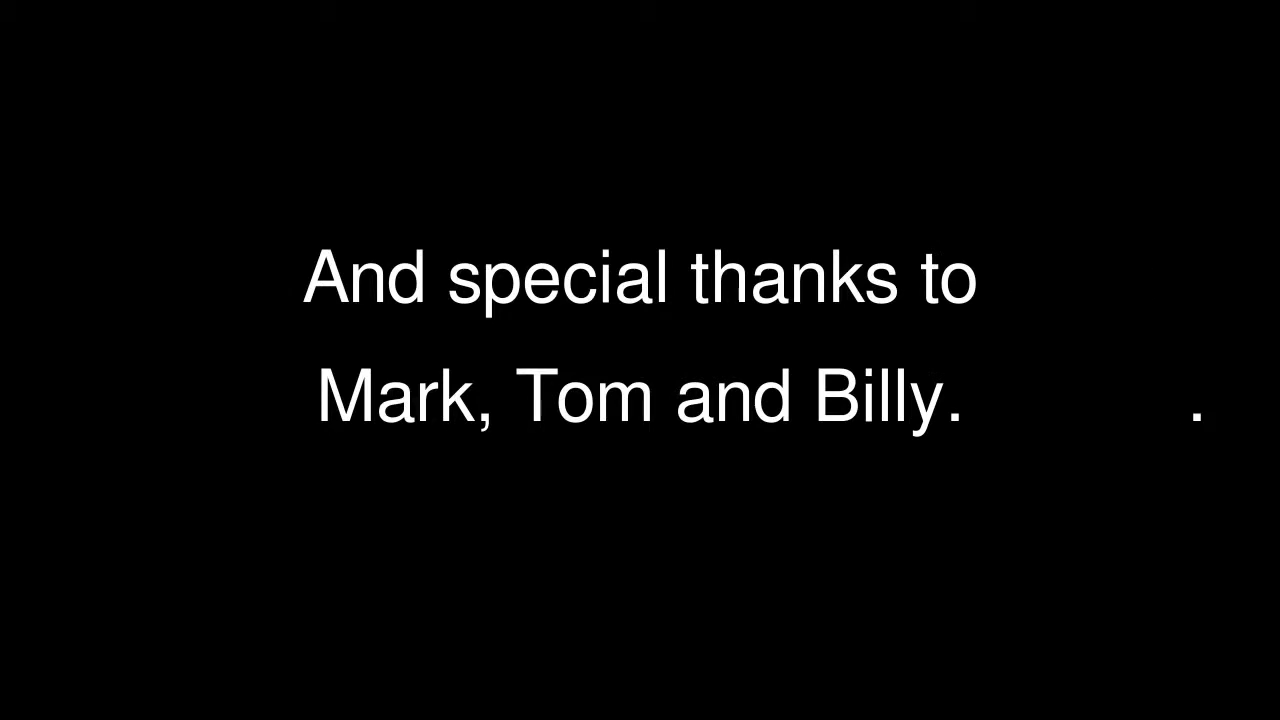 And special thanks to
Mark, Tom and Billy. .